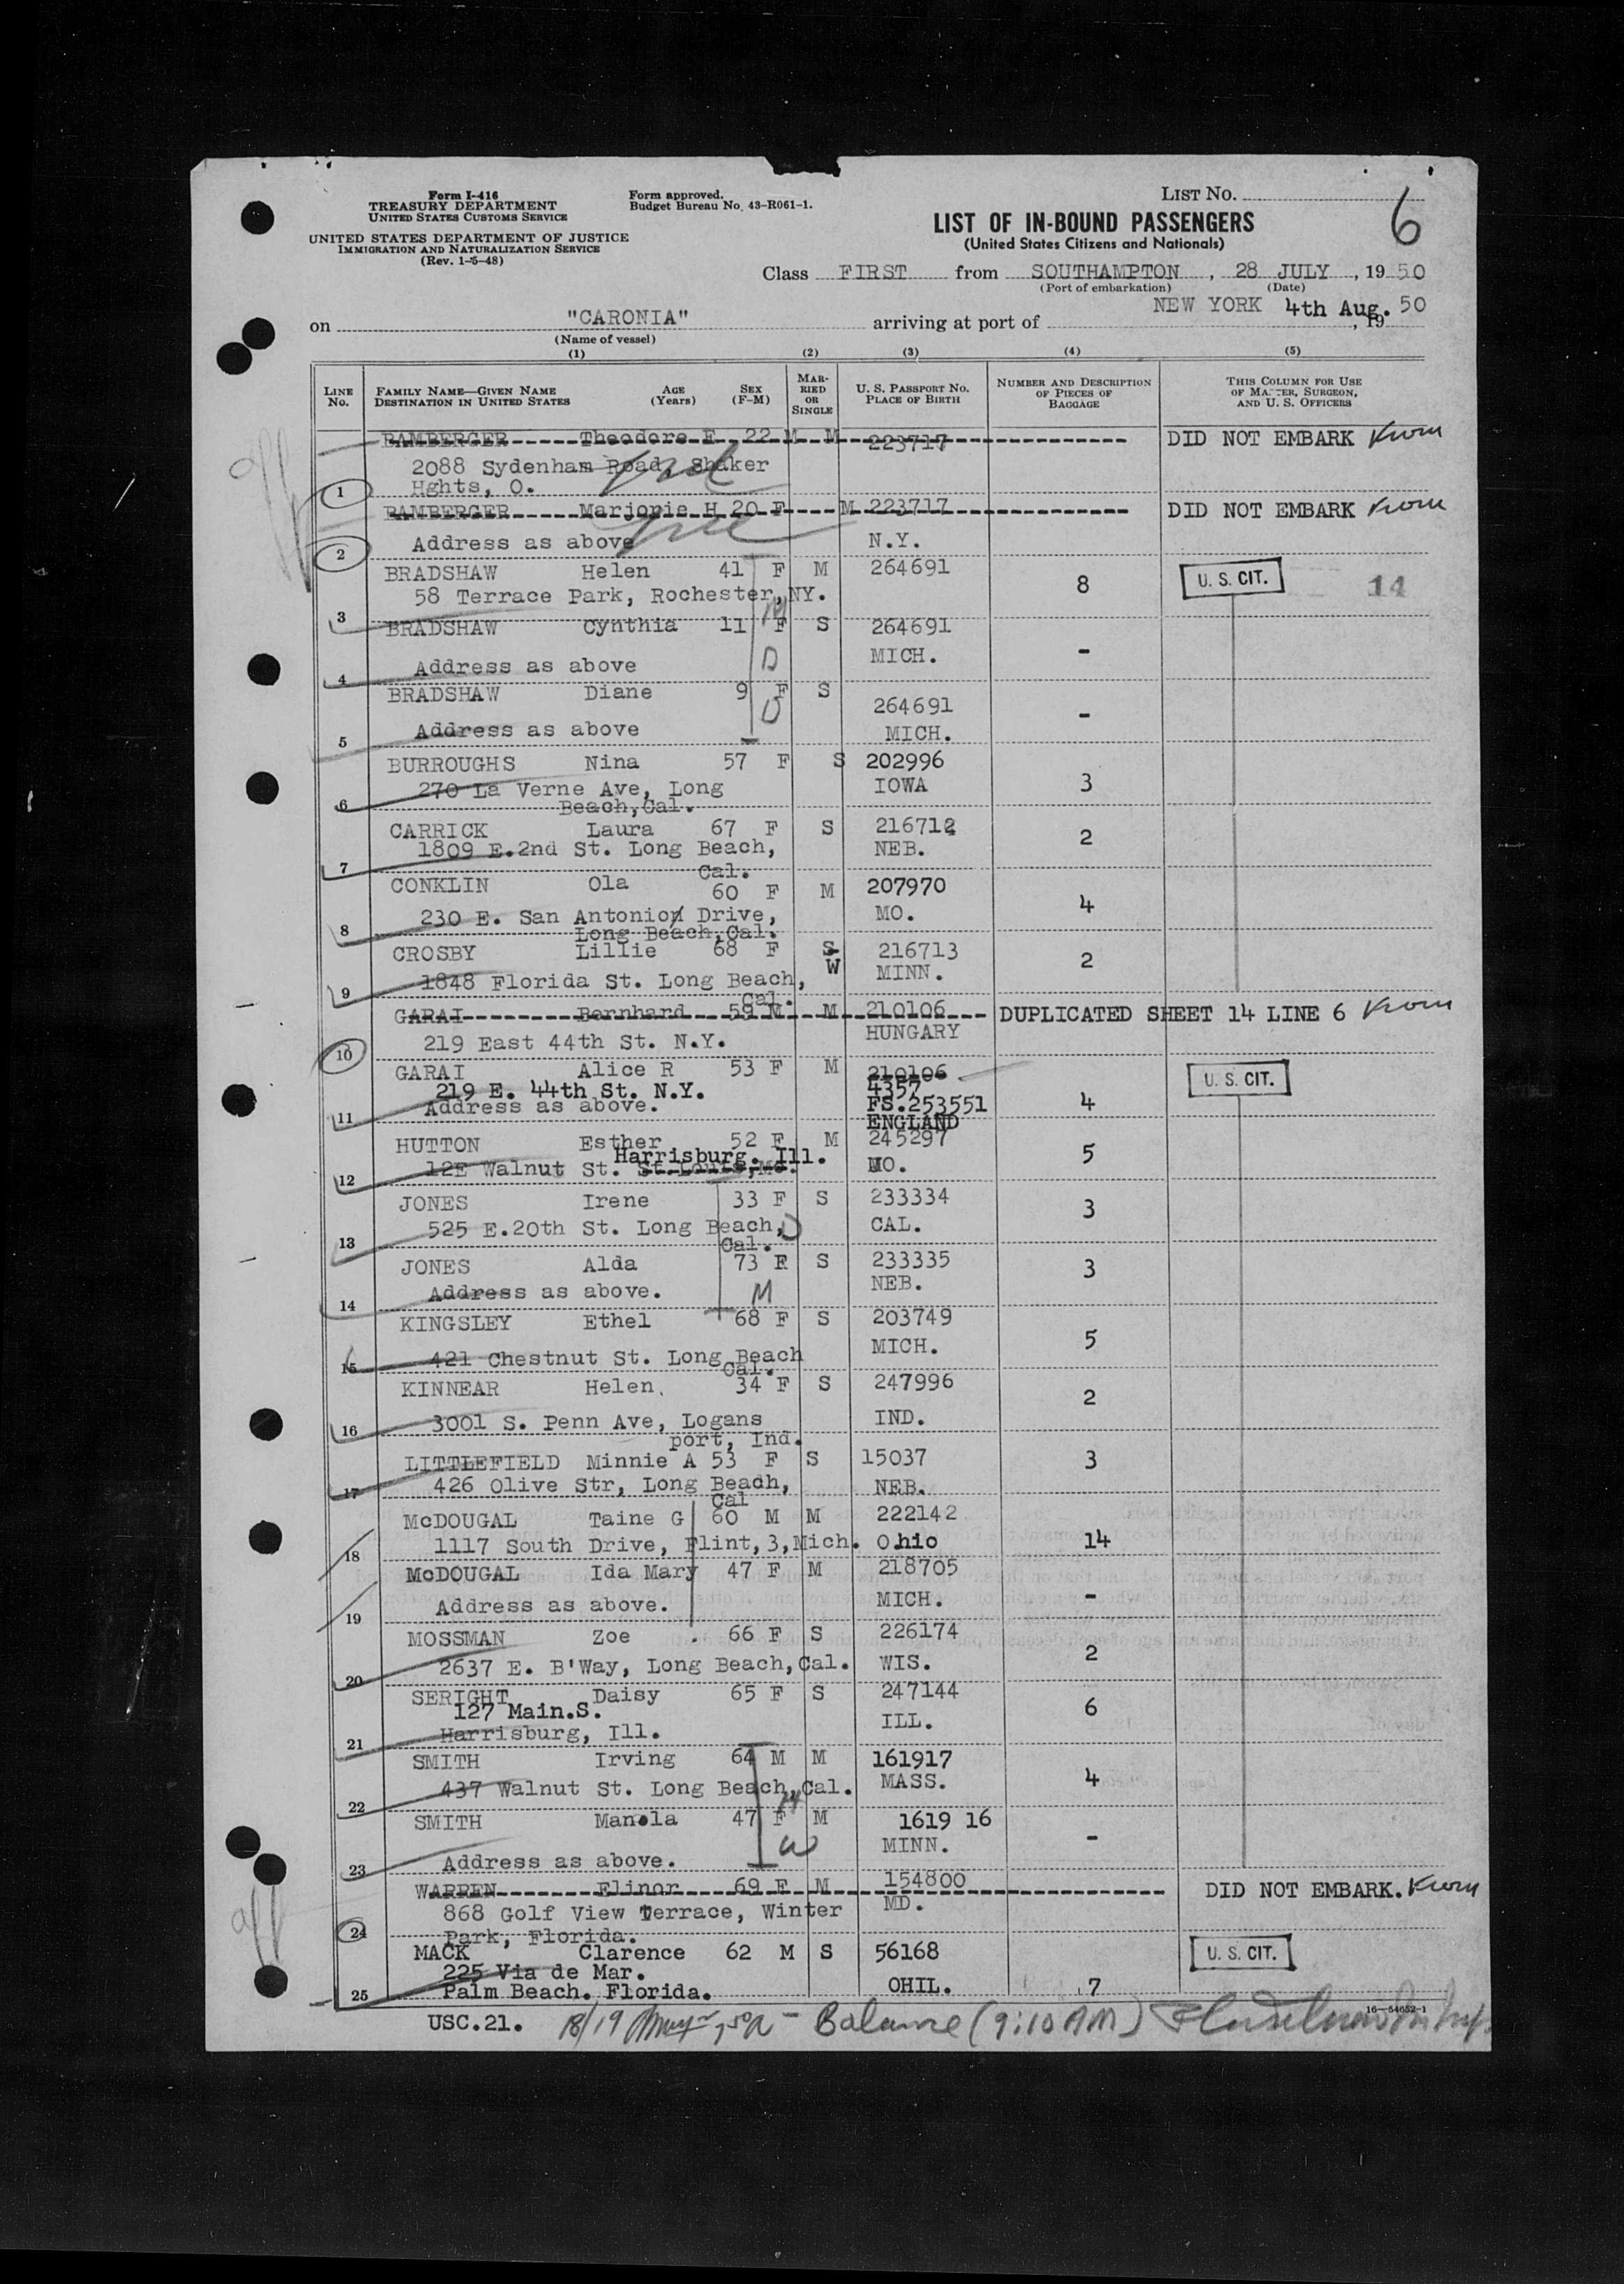 Form I-416
TREASURY DEPARTMENT
UNITED STATES CUSTOMS SERVICE
UNITED STATES DEPARTMENT OF JUSTICE
IMMIGRATION AND NATURALIZATION SERVICE
(Rev. 1-5-48)
Form approved.
Budget Bureau No. 43-R061-1.
LIST NO.
6
LIST OF IN-BOUND PASSENGERS
(United States Citizens and Nationals)
Class FIRST from SOUTHAMPTON, 28 JULY, 1950
(Port of embarkation) (Date)
on "CARONIA" arriving at port of NEW YORK 4th Aug. 50, 19
(Name of vessel)
(1) (2) (3) (4) (5)
LINE NO. FAMILY NAME—GIVEN NAME DESTINATION IN UNITED STATES AGE (Years) SEX (F-M) MARRIED OR SINGLE U. S. PASSPORT NO. PLACE OF BIRTH NUMBER AND DESCRIPTION OF PIECES OF BAGGAGE THIS COLUMN FOR USE OF MASTER, SURGEON, AND U. S. OFFICERS
BAMBERGER Theodore E 22 M M 223717 DID NOT EMBARK
2088 Sydenham Road, Shaker
1 Hghts, O.
BAMBERGER Marjorie H 20 F M 223717 DID NOT EMBARK
2 Address as above N.Y.
BRADSHAW Helen 41 F M 264691 8 U. S. CIT. 14
58 Terrace Park, Rochester, NY.
3
M
BRADSHAW Cynthia 11 F S 264691 -
4 Address as above D MICH.
BRADSHAW Diane 9 F S 264691 -
D
5 Address as above MICH.
BURROUGHS Nina 57 F S 202996 3
6 270 La Verne Ave, Long IOWA
Beach, Cal.
CARRICK Laura 67 F S 216712 2
7 1809 E.2nd St. Long Beach, NEB.
Cal.
CONKLIN Ola 60 F M 207970 4
8 230 E. San Antonio Drive, MO.
Long Beach, Cal.
CROSBY Lillie 68 F S W 216713 2
9 1848 Florida St. Long Beach, MINN.
Cal.
GARAI Bernhard 59 M M 210106 DUPLICATED SHEET 14 LINE 6
10 219 East 44th St. N.Y. HUNGARY
GARAI Alice R 53 F M 210106 4 U. S. CIT.
219 E. 44th St. N.Y. 4357
11 Address as above. FS.253551
ENGLAND
HUTTON Esther 52 F M 245297 5
Harrisburg. Ill.
12 12E Walnut St. St. Louis, Mo. MO.
JONES Irene 33 F S 233334 3
13 525 E.20th St. Long Beach, D CAL.
Cal.
JONES Alda 73 F S 233335 3
14 Address as above. M NEB.
KINGSLEY Ethel 68 F S 203749 5
15 421 Chestnut St. Long Beach MICH.
Cal.
KINNEAR Helen. 34 F S 247996 2
16 3001 S. Penn Ave, Logans IND.
port, Ind.
LITTLEFIELD Minnie A 53 F S 15037 3
17 426 Olive Str, Long Beach, NEB.
Cal
McDOUGAL Taine G 60 M M 222142 14
18 1117 South Drive, Flint, 3, Mich. Ohio
McDOUGAL Ida Mary 47 F M 218705 -
19 Address as above. MICH.
MOSSMAN Zoe 66 F S 226174 2
20 2637 E. B'Way, Long Beach, Cal. WIS.
SERIGHT Daisy 65 F S 247144 6
127 Main.S. ILL.
21 Harrisburg, Ill.
SMITH Irving 64 M M 161917 4
22 437 Walnut St. Long Beach, Cal. MASS.
H
SMITH Manola 47 F M 1619 16 -
W MINN.
23 Address as above.
WARREN Elinor 69 F M 154800 DID NOT EMBARK.
868 Golf View Terrace, Winter MD.
24 Park, Florida.
MACK Clarence 62 M S 56168 7 U. S. CIT.
225 Via de Mar.
25 Palm Beach. Florida. OHIL.
16—54652-1
USC.21. 18/19 - Balance (9:10 AM)